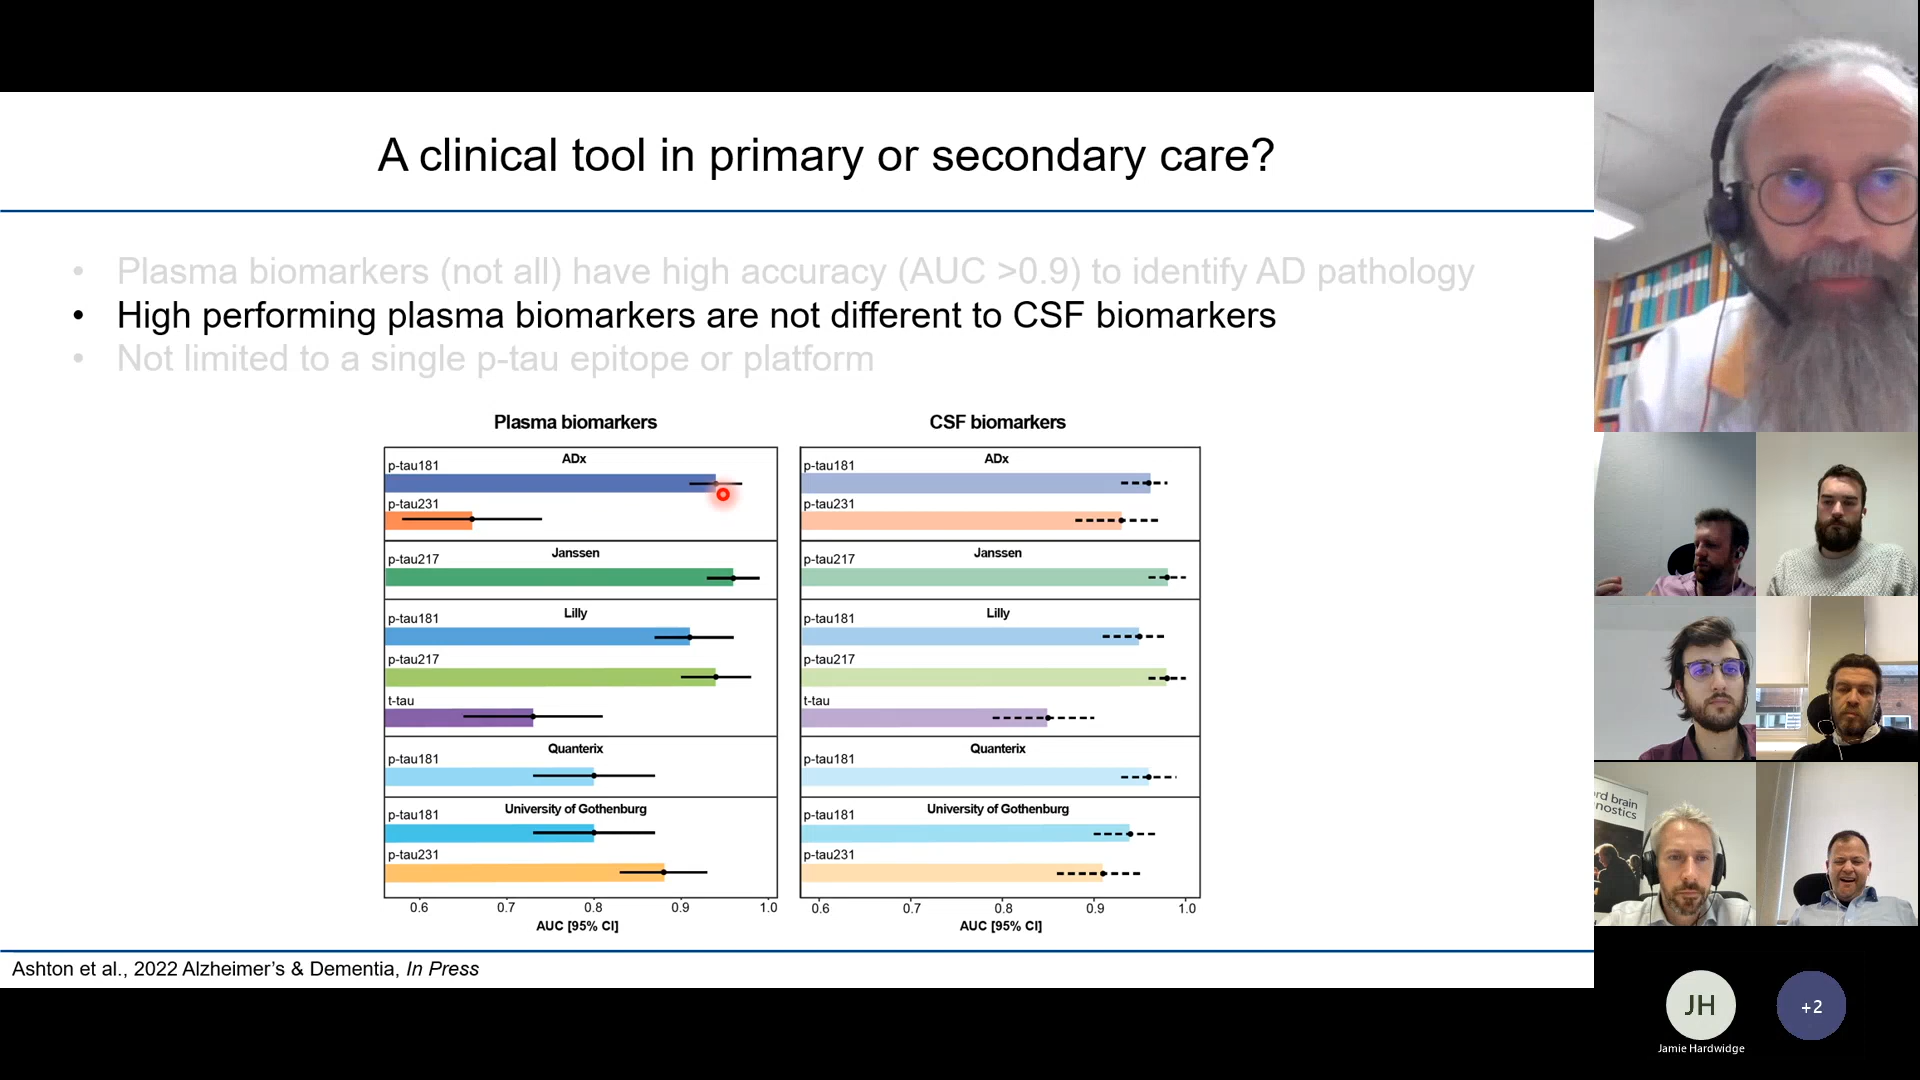 A clinical tool in primary or secondary care?
• Plasma biomarkers (not all) have high accuracy (AUC >0.9) to identify AD pathology
• High performing plasma biomarkers are not different to CSF biomarkers
• Not limited to a single p-tau epitope or platform
Plasma biomarkers
ADx
p-tau181
p-tau231
Janssen
p-tau217
Lilly
p-tau181
p-tau217
t-tau
Quanterix
p-tau181
University of Gothenburg
p-tau181
p-tau231
0.6 0.7 0.8 0.9 1.0
AUC [95% CI]
CSF biomarkers
ADx
p-tau181
p-tau231
Janssen
p-tau217
Lilly
p-tau181
p-tau217
t-tau
Quanterix
p-tau181
University of Gothenburg
p-tau181
p-tau231
0.6 0.7 0.8 0.9 1.0
AUC [95% CI]
Ashton et al., 2022 Alzheimer's & Dementia, In Press
rd brain
nostics
JH
+2
Jamie Hardwidge